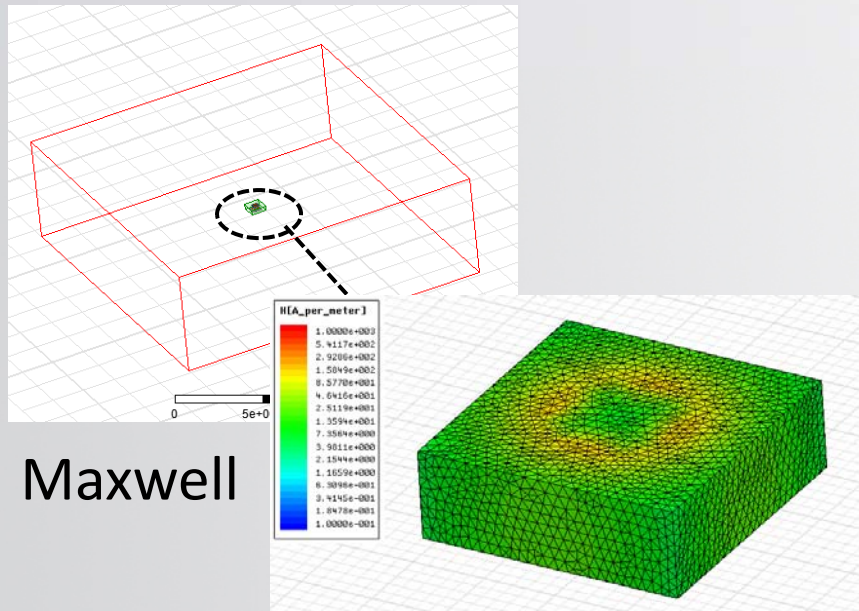 H[A_per_meter]
1.0000e+003
5.4117e+002
2.9286e+002
1.5849e+002
8.5770e+001
4.6416e+001
2.5119e+001
1.3594e+001
7.3564e+000
3.9811e+000
2.1544e+000
1.1659e+000
6.3096e-001
3.4145e-001
1.8478e-001
1.0000e-001
0
5e+0
Maxwell